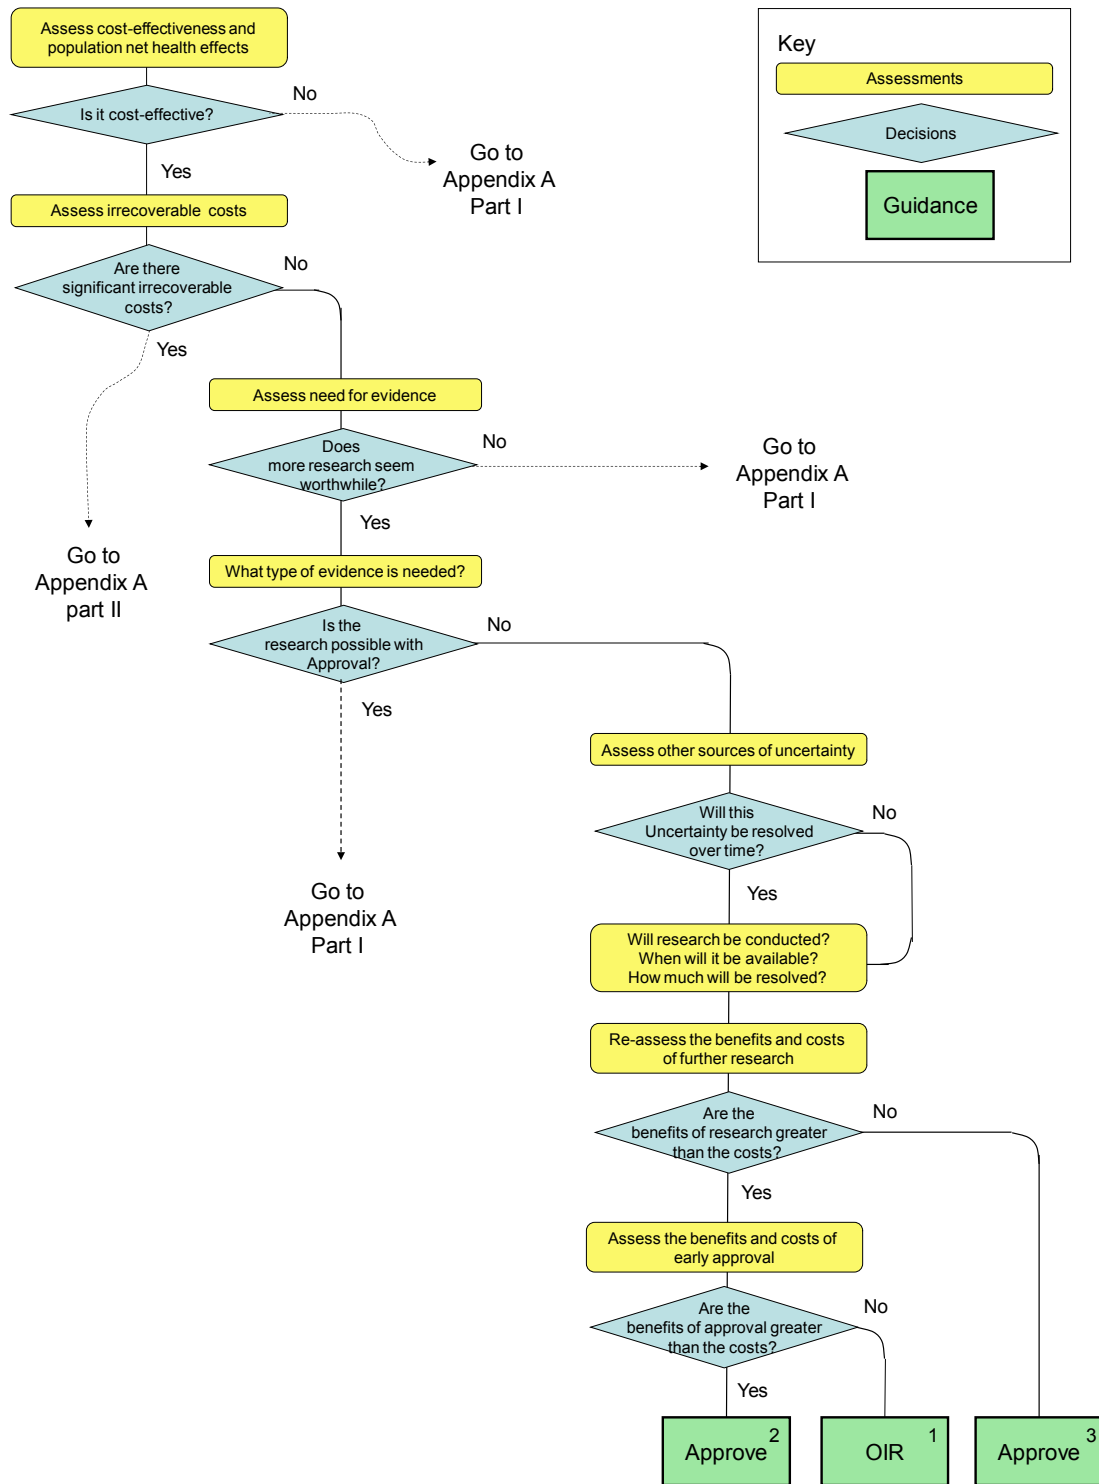 Assess cost-effectiveness and
population net health effects
Key
Assessments
Decisions
Guidance
Is it cost-effective?
No
Go to
Appendix A
Part I
Yes
Assess irrecoverable costs
Are there
significant irrecoverable
costs?
No
Yes
Go to
Appendix A
part II
Assess need for evidence
Does
more research seem
worthwhile?
No
Go to
Appendix A
Part I
Yes
What type of evidence is needed?
Is the
research possible with
Approval?
No
Yes
Go to
Appendix A
Part I
Assess other sources of uncertainty
Will this
Uncertainty be resolved
over time?
No
Yes
Will research be conducted?
When will it be available?
How much will be resolved?
Re-assess the benefits and costs
of further research
Are the
benefits of research greater
than the costs?
No
Yes
Assess the benefits and costs of
early approval
Are the
benefits of approval greater
than the costs?
No
Yes
Approve 2
OIR 1
Approve 3